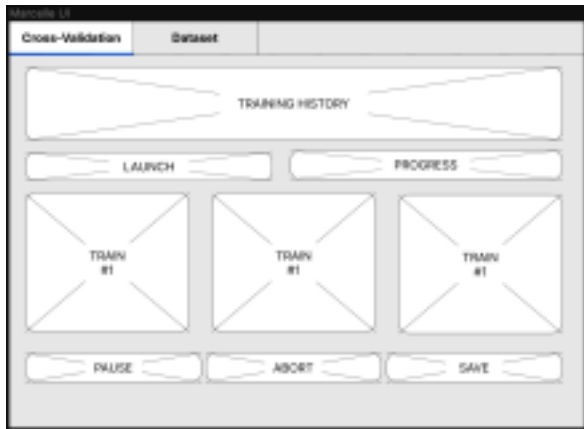 Marcelle UI
Cross-Validation
Dataset
TRAINING HISTORY
LAUNCH
PROGRESS
TRAIN
#1
TRAIN
#1
TRAIN
#1
PAUSE
ABORT
SAVE